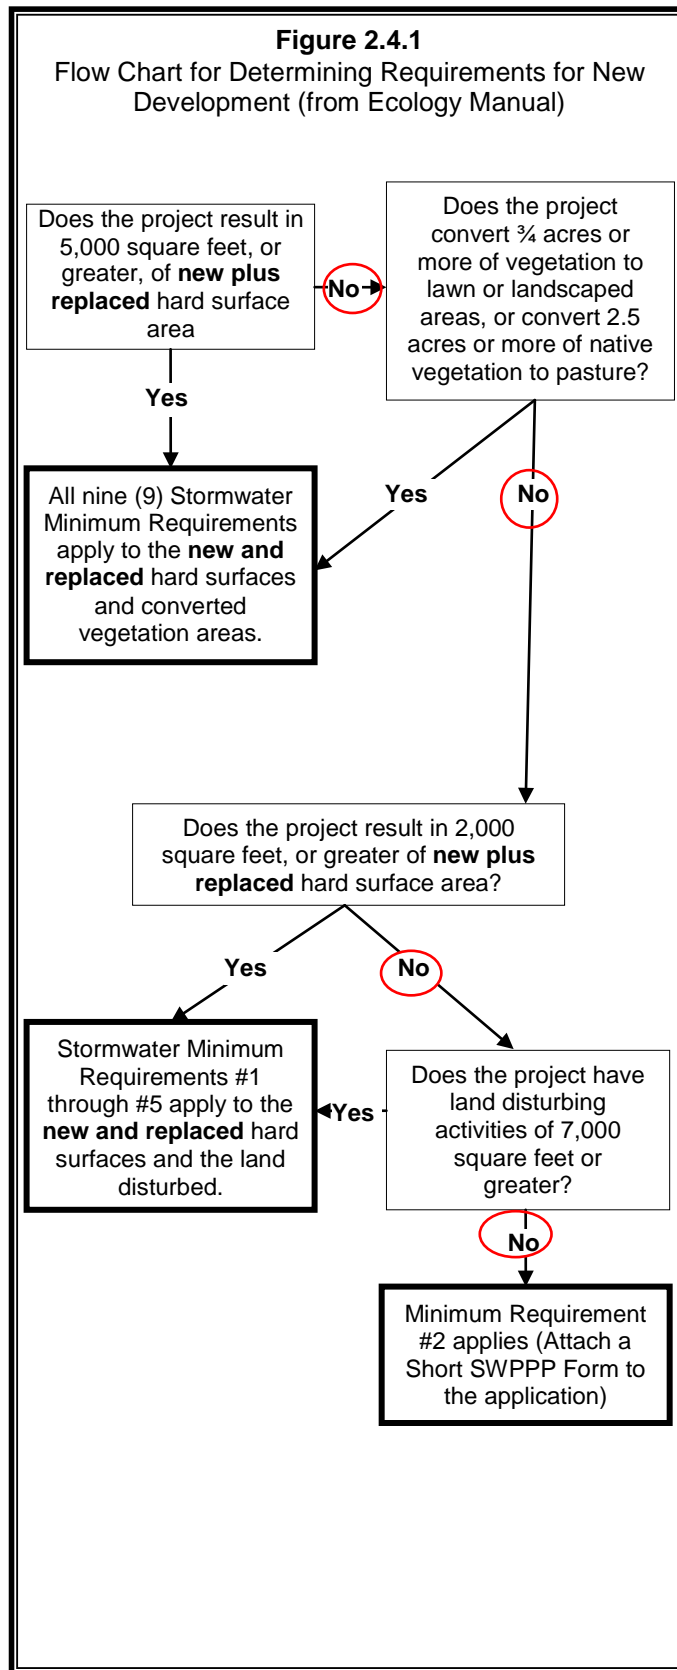 Figure 2.4.1
Flow Chart for Determining Requirements for New
Development (from Ecology Manual)
Does the project result in
5,000 square feet, or
greater, of new plus
replaced hard surface
area
No
Does the project
convert ¾ acres or
more of vegetation to
lawn or landscaped
areas, or convert 2.5
acres or more of native
vegetation to pasture?
Yes
Yes
No
All nine (9) Stormwater
Minimum Requirements
apply to the new and
replaced hard surfaces
and converted
vegetation areas.
Does the project result in 2,000
square feet, or greater of new plus
replaced hard surface area?
Yes
No
Stormwater Minimum
Requirements #1
through #5 apply to the
new and replaced hard
surfaces and the land
disturbed.
Yes
Does the project have
land disturbing
activities of 7,000
square feet or
greater?
No
Minimum Requirement
#2 applies (Attach a
Short SWPPP Form to
the application)